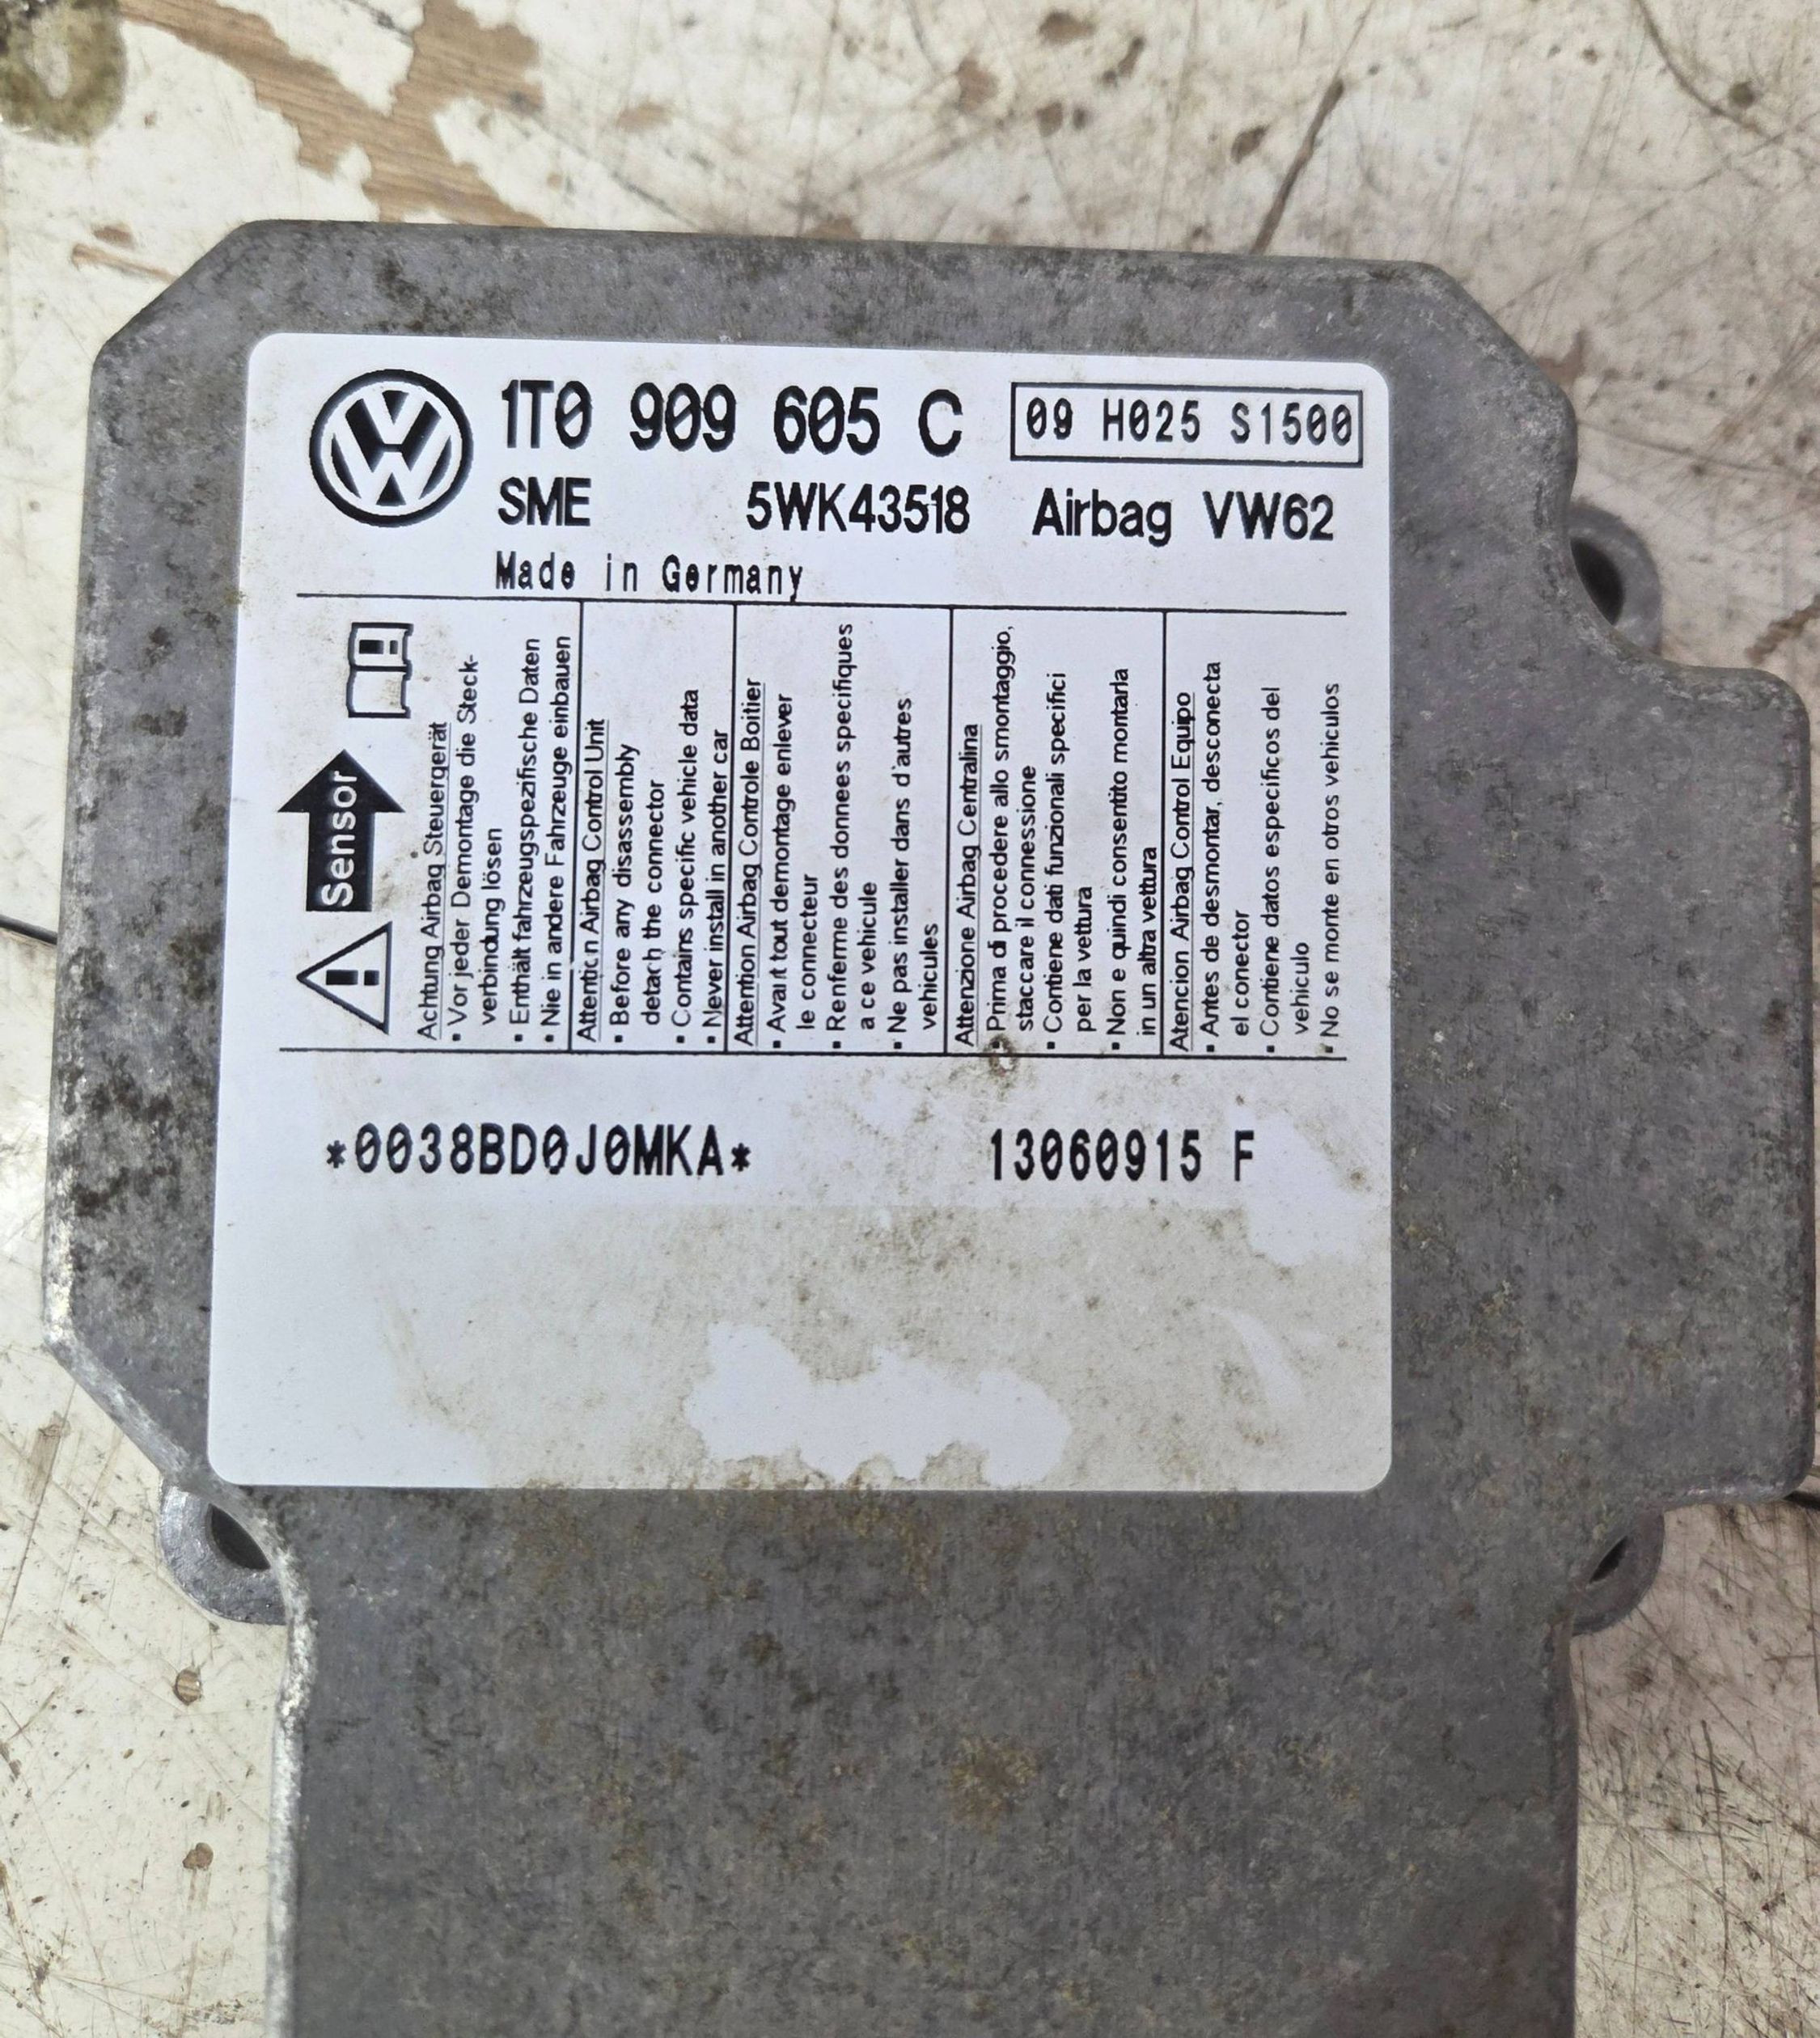 1T0 909 605 C 09 H025 S1500
SME 5WK43518 Airbag VW62
Made in Germany
Sensor
Achtung Airbag Steuergerät
• Vor jeder Demontage die Steck-
verbindung lösen
• Enthält fahrzeugspezifische Daten
• Nie in andere Fahrzeuge einbauen
Attention Airbag Control Unit
• Before any disassembly
detach the connector
• Contains specific vehicle data
• Never install in another car
Attention Airbag Controle Boitier
• Avant tout demontage enlever
le connecteur
• Renferme des donnees specifiques
a ce vehicule
• Ne pas installer dans d'autres
vehicules
Attenzione Airbag Centralina
• Prima di procedere allo smontaggio,
staccare il connessione
• Contiene dati funzionali specifici
per la vettura
• Non e quindi consentito montarla
in un altra vettura
Atencion Airbag Control Equipo
• Antes de desmontar, desconecta
el conector
• Contiene datos especificos del
vehiculo
• No se monte en otros vehiculos
*0038BD0J0MKA* 13060915 F